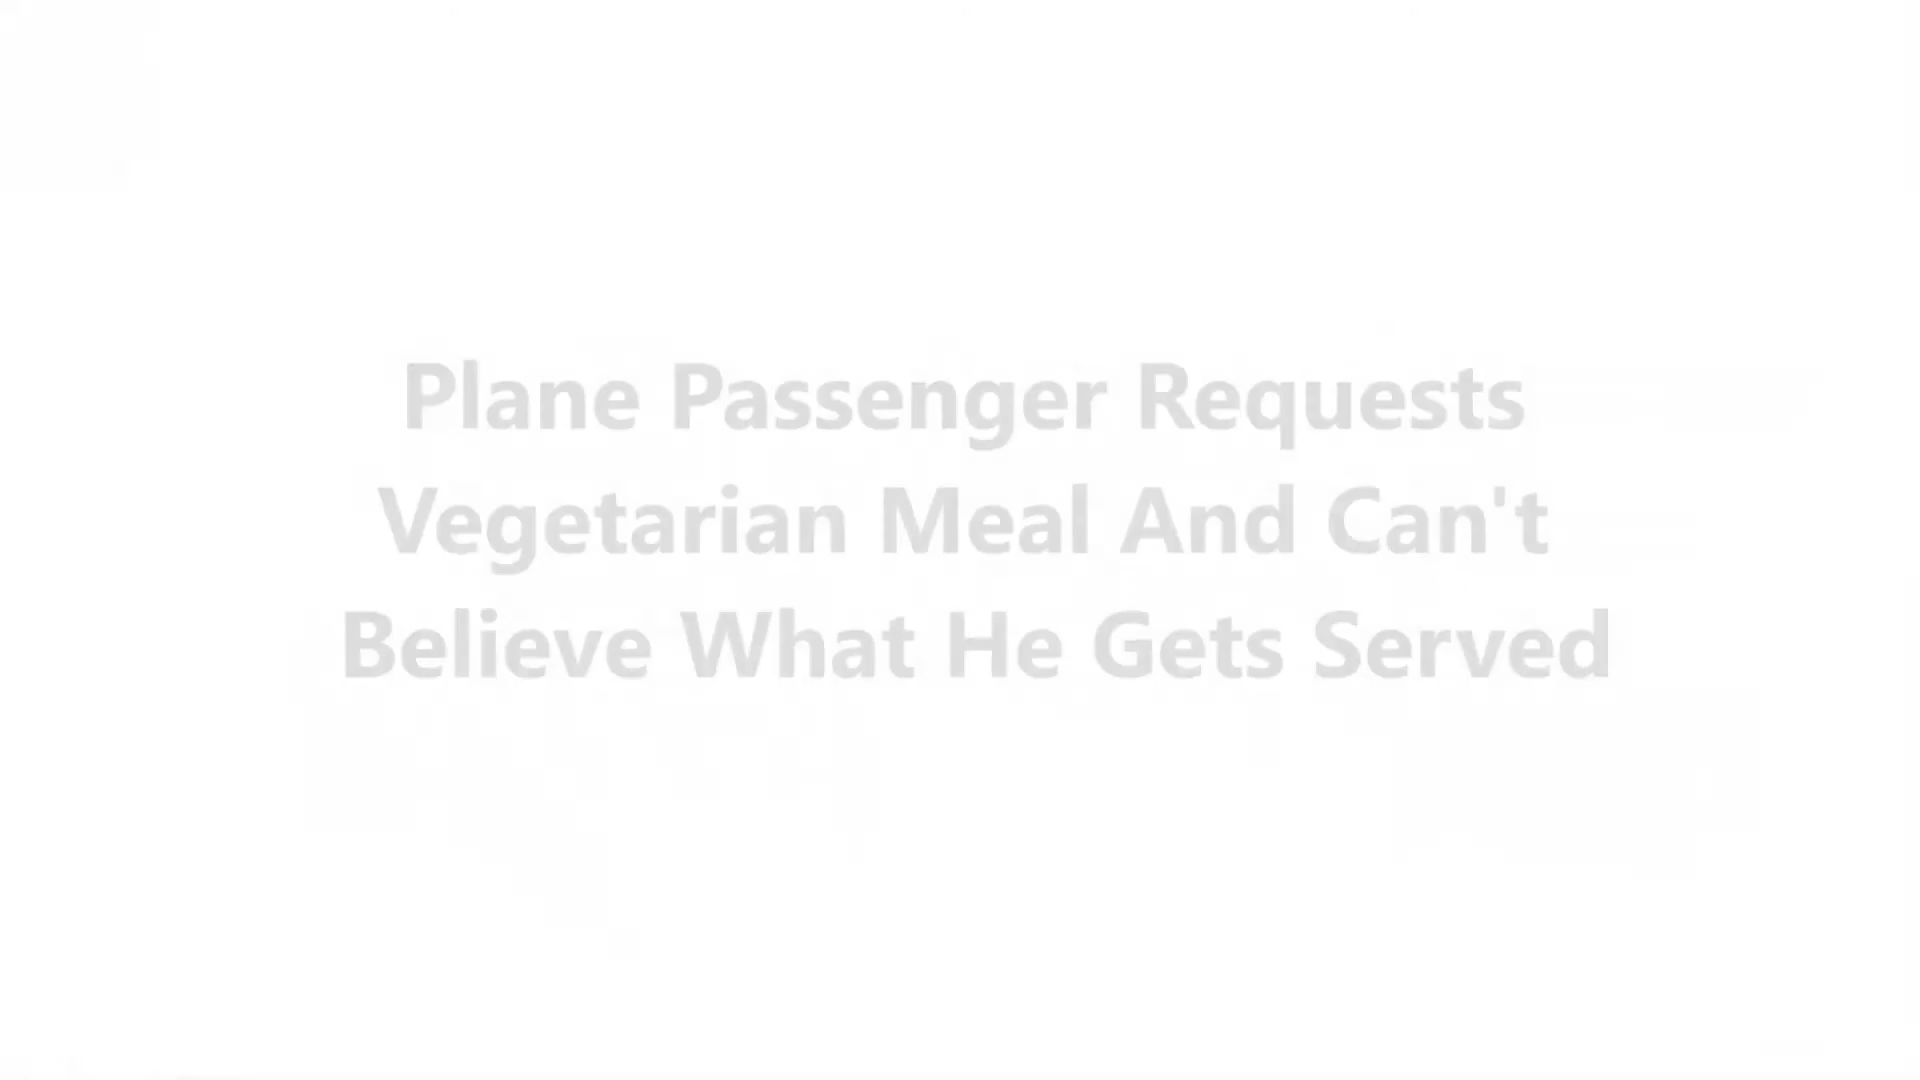 Plane Passenger Requests
Vegetarian Meal And Can't
Believe What He Gets Served